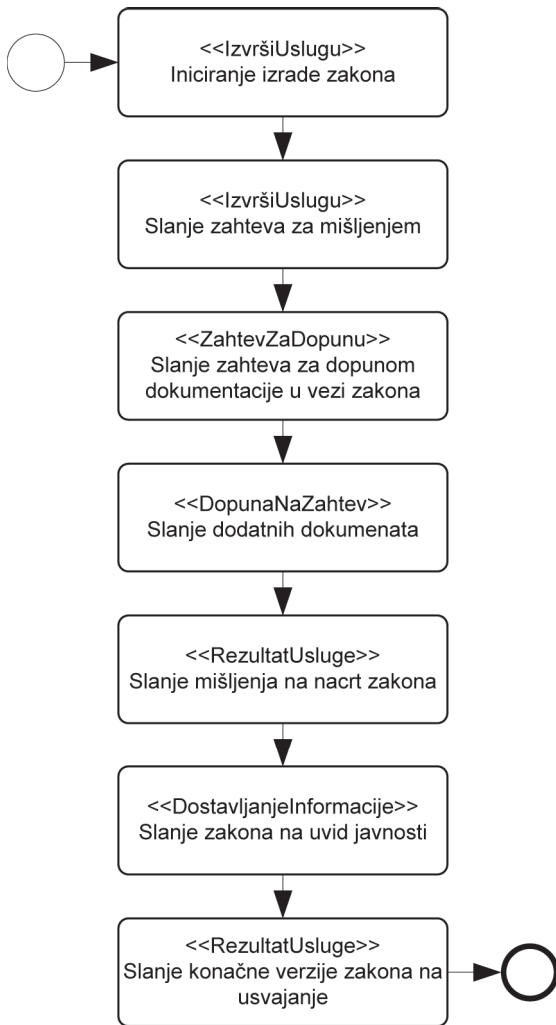 <<IzvršiUslugu>>
Iniciranje izrade zakona
<<IzvršiUslugu>>
Slanje zahteva za mišljenjem
<<ZahtevZaDopunu>>
Slanje zahteva za dopunom
dokumentacije u vezi zakona
<<DopunaNaZahtev>>
Slanje dodatnih dokumenata
<<RezultatUsluge>>
Slanje mišljenja na nacrt zakona
<<DostavljanjeInformacije>>
Slanje zakona na uvid javnosti
<<RezultatUsluge>>
Slanje konačne verzije zakona na
usvajanje